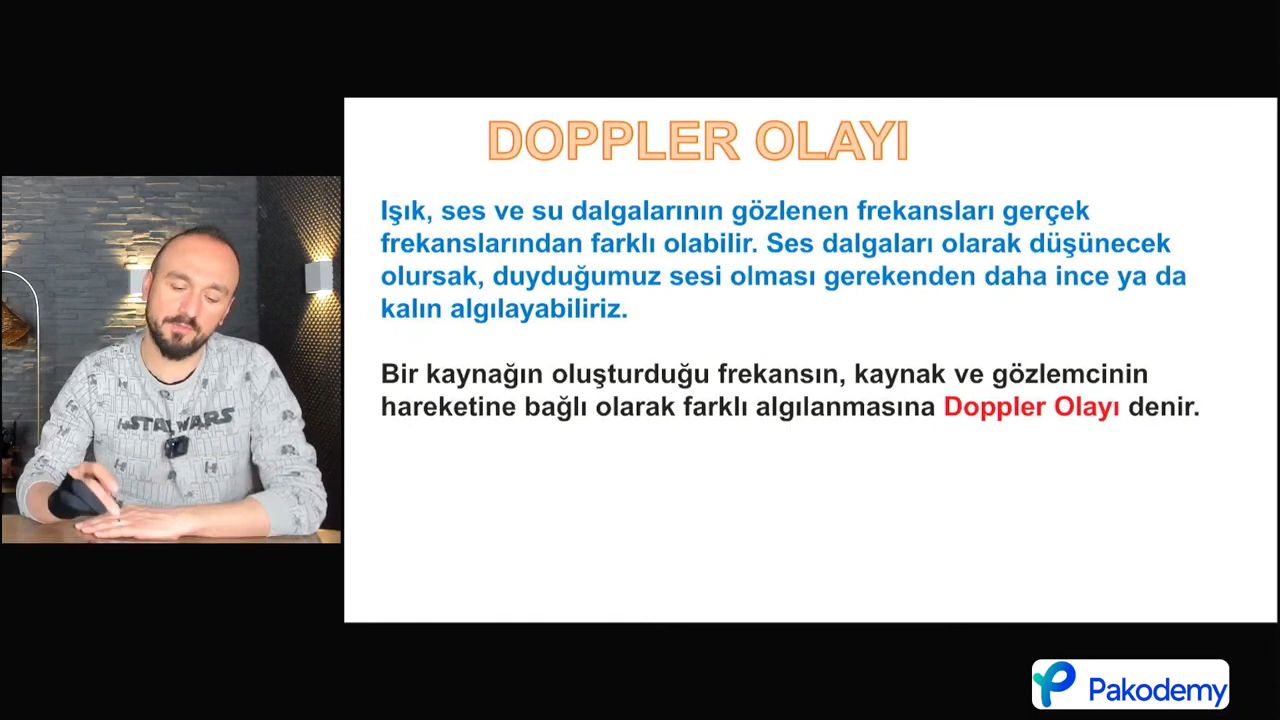 DOPPLER OLAYI
Işık, ses ve su dalgalarının gözlenen frekansları gerçek
frekanslarından farklı olabilir. Ses dalgaları olarak düşünecek
olursak, duyduğumuz sesi olması gerekenden daha ince ya da
kalın algılayabiliriz.
Bir kaynağın oluşturduğu frekansın, kaynak ve gözlemcinin
hareketine bağlı olarak farklı algılanmasına Doppler Olayı denir.
STAR WARS
Pakodemy